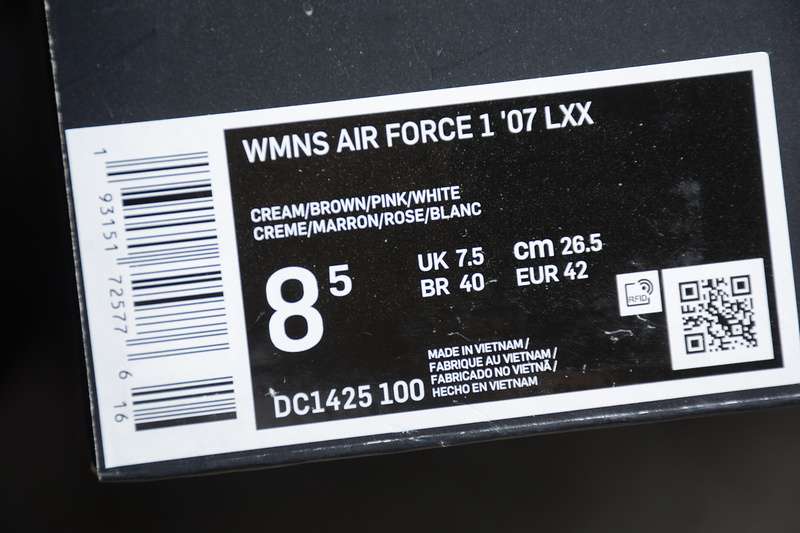 WMNS AIR FORCE 1 '07 LXX
CREAM/BROWN/PINK/WHITE
CREME/MARRON/ROSE/BLANC
8 5
UK 7.5 cm 26.5
BR 40 EUR 42
RFID
DC1425 100
MADE IN VIETNAM /
FABRIQUE AU VIETNAM /
FABRICADO NO VIETNÃ /
HECHO EN VIETNAM
1 93151 72577 6 16